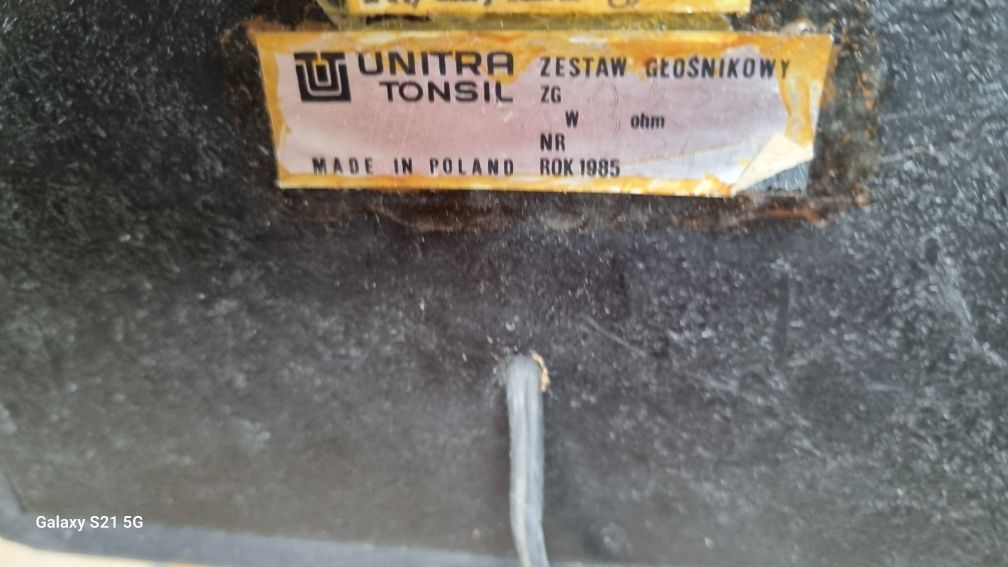 UNITRA
TONSIL
MADE IN POLAND
ZESTAW GŁOŚNIKOWY
ZG
W ohm
NR
ROK 1985
Galaxy S21 5G